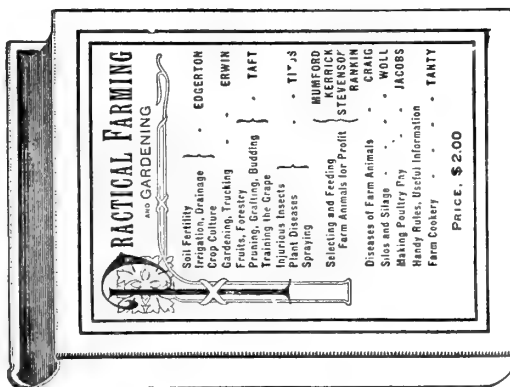 PRACTICAL FARMING
AND GARDENING
Soil Fertility
Irrigation, Drainage - EDGERTON
Crop Culture
Gardening, Trucking - - ERWIN
Fruits, Forestry
Pruning, Grafting, Budding - TAFT
Training the Grape
Injurious Insects
Plant Diseases - -
Spraying
MUMFORD
Selecting and Feeding KERRICK
Farm Animals for Profit STEVENSON
RANKIN
Diseases of Farm Animals - CRAIG
Silos and Silage - - WOLL
Making Poultry - JACOBS
Handy Rules, Useful Information
Farm Cookery - - - - TANTY
PRICE, $2.00